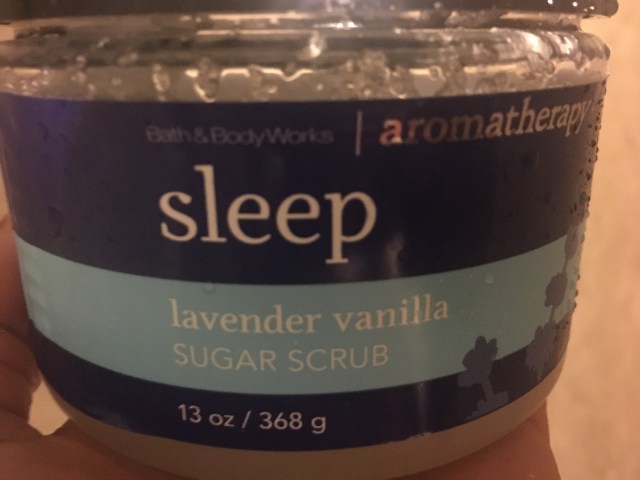 Bath & Body Works | aromatherapy
sleep
lavender vanilla
SUGAR SCRUB
13 oz / 368 g